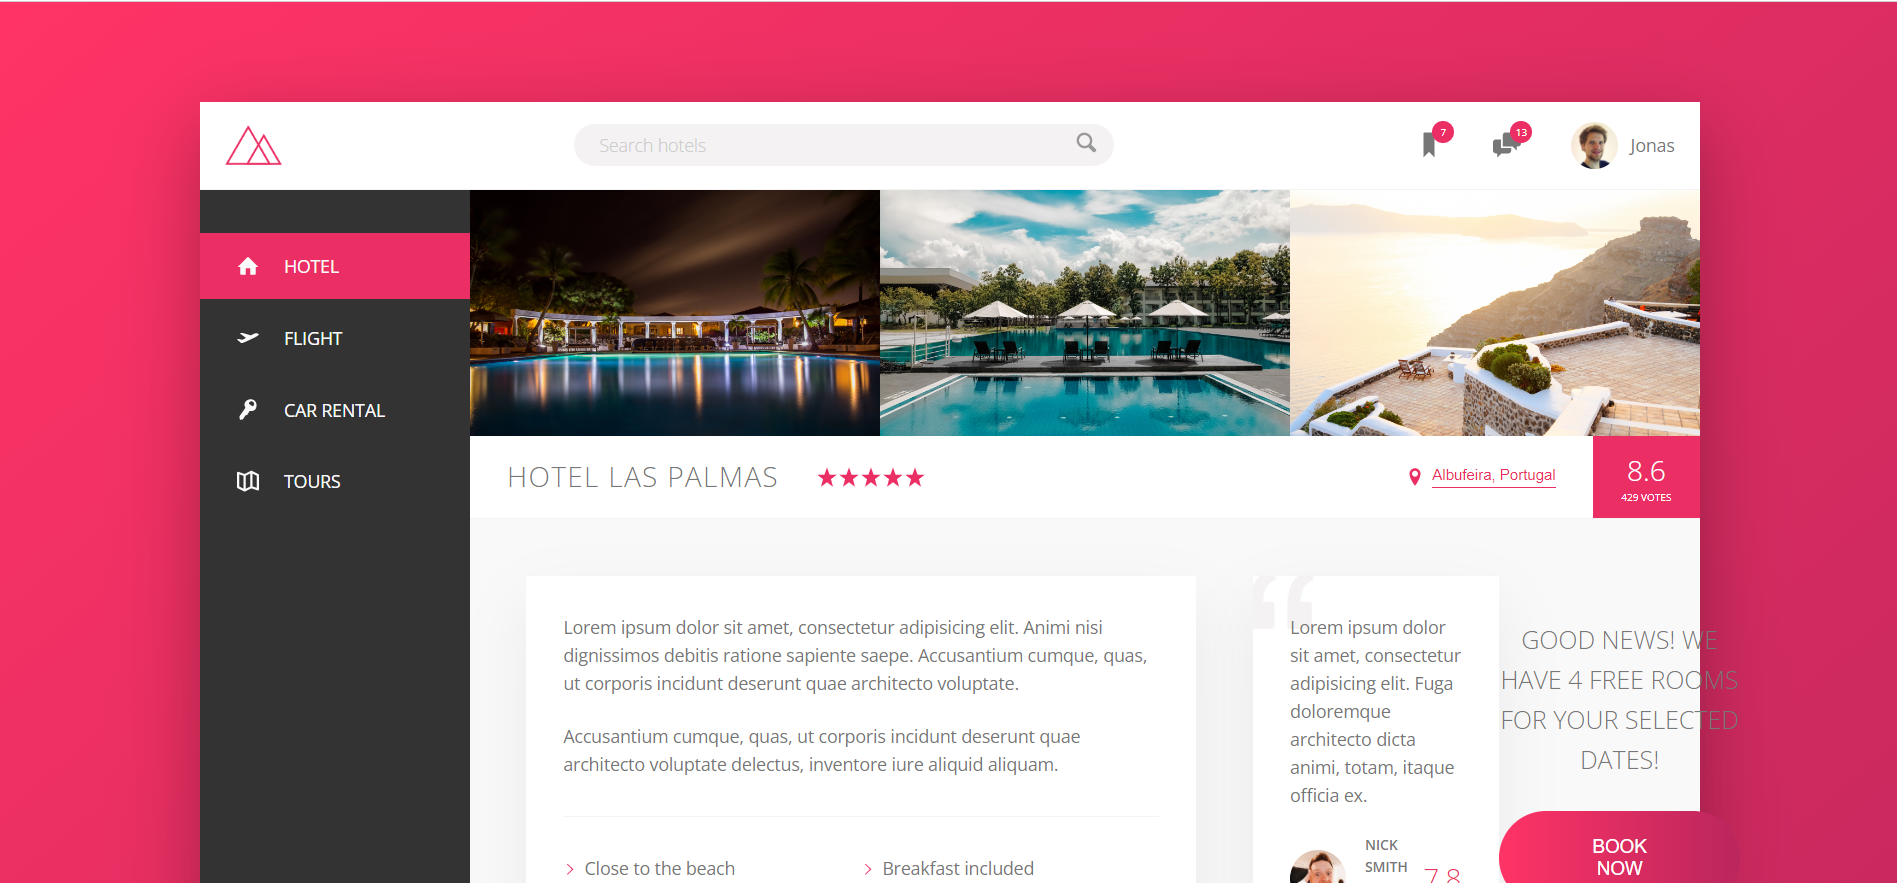 Search hotels
7
13
Jonas
HOTEL
FLIGHT
CAR RENTAL
TOURS
HOTEL LAS PALMAS
Albufeira, Portugal
8.6
429 VOTES
Lorem ipsum dolor sit amet, consectetur adipisicing elit. Animi nisi
dignissimos debitis ratione sapiente saepe. Accusantium cumque, quas,
ut corporis incidunt deserunt quae architecto voluptate.
Accusantium cumque, quas, ut corporis incidunt deserunt quae
architecto voluptate delectus, inventore iure aliquid aliquam.
Close to the beach
Breakfast included
“
Lorem ipsum dolor
sit amet, consectetur
adipisicing elit. Fuga
doloremque
architecto dicta
animi, totam, itaque
officia ex.
NICK
SMITH
7.8
GOOD NEWS! WE
HAVE 4 FREE ROOMS
FOR YOUR SELECTED
DATES!
BOOK
NOW